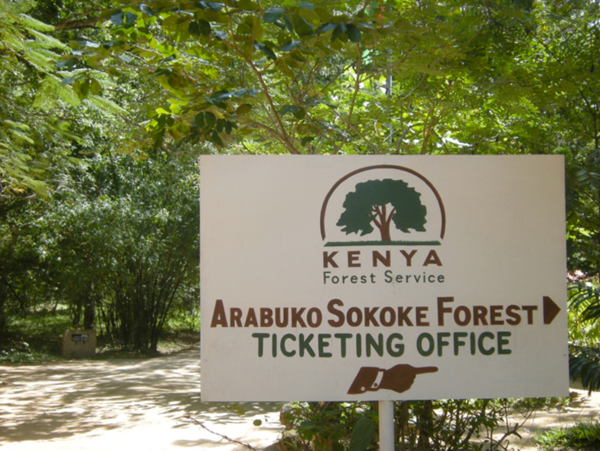 KENYA
Forest Service
ARABUKO SOKOKE FOREST
TICKETING OFFICE